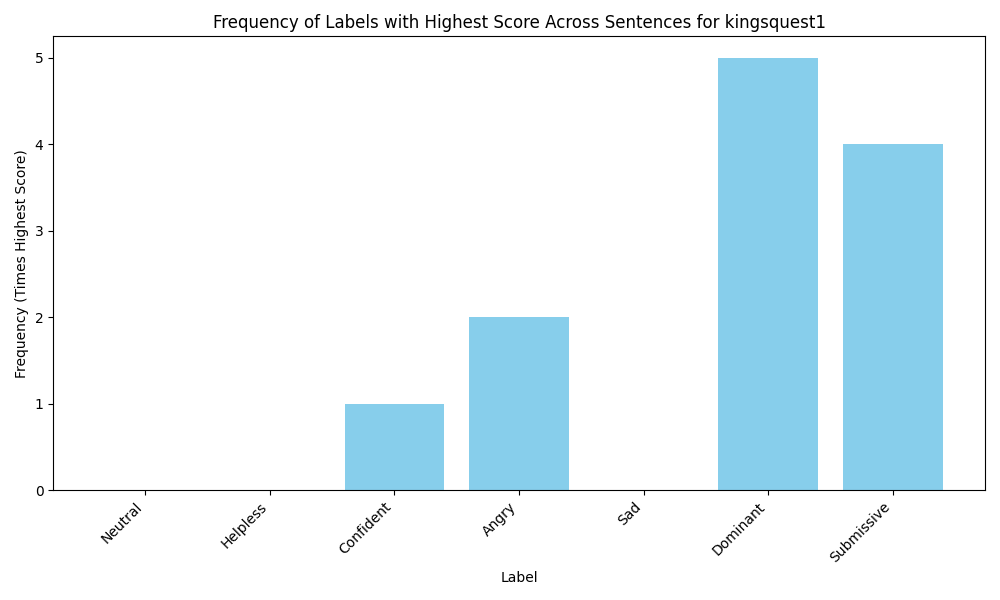 Frequency of Labels with Highest Score Across Sentences for kingsquest1
Frequency (Times Highest Score)
5
4
3
2
1
0
Neutral
Helpless
Confident
Angry
Sad
Dominant
Submissive
Label